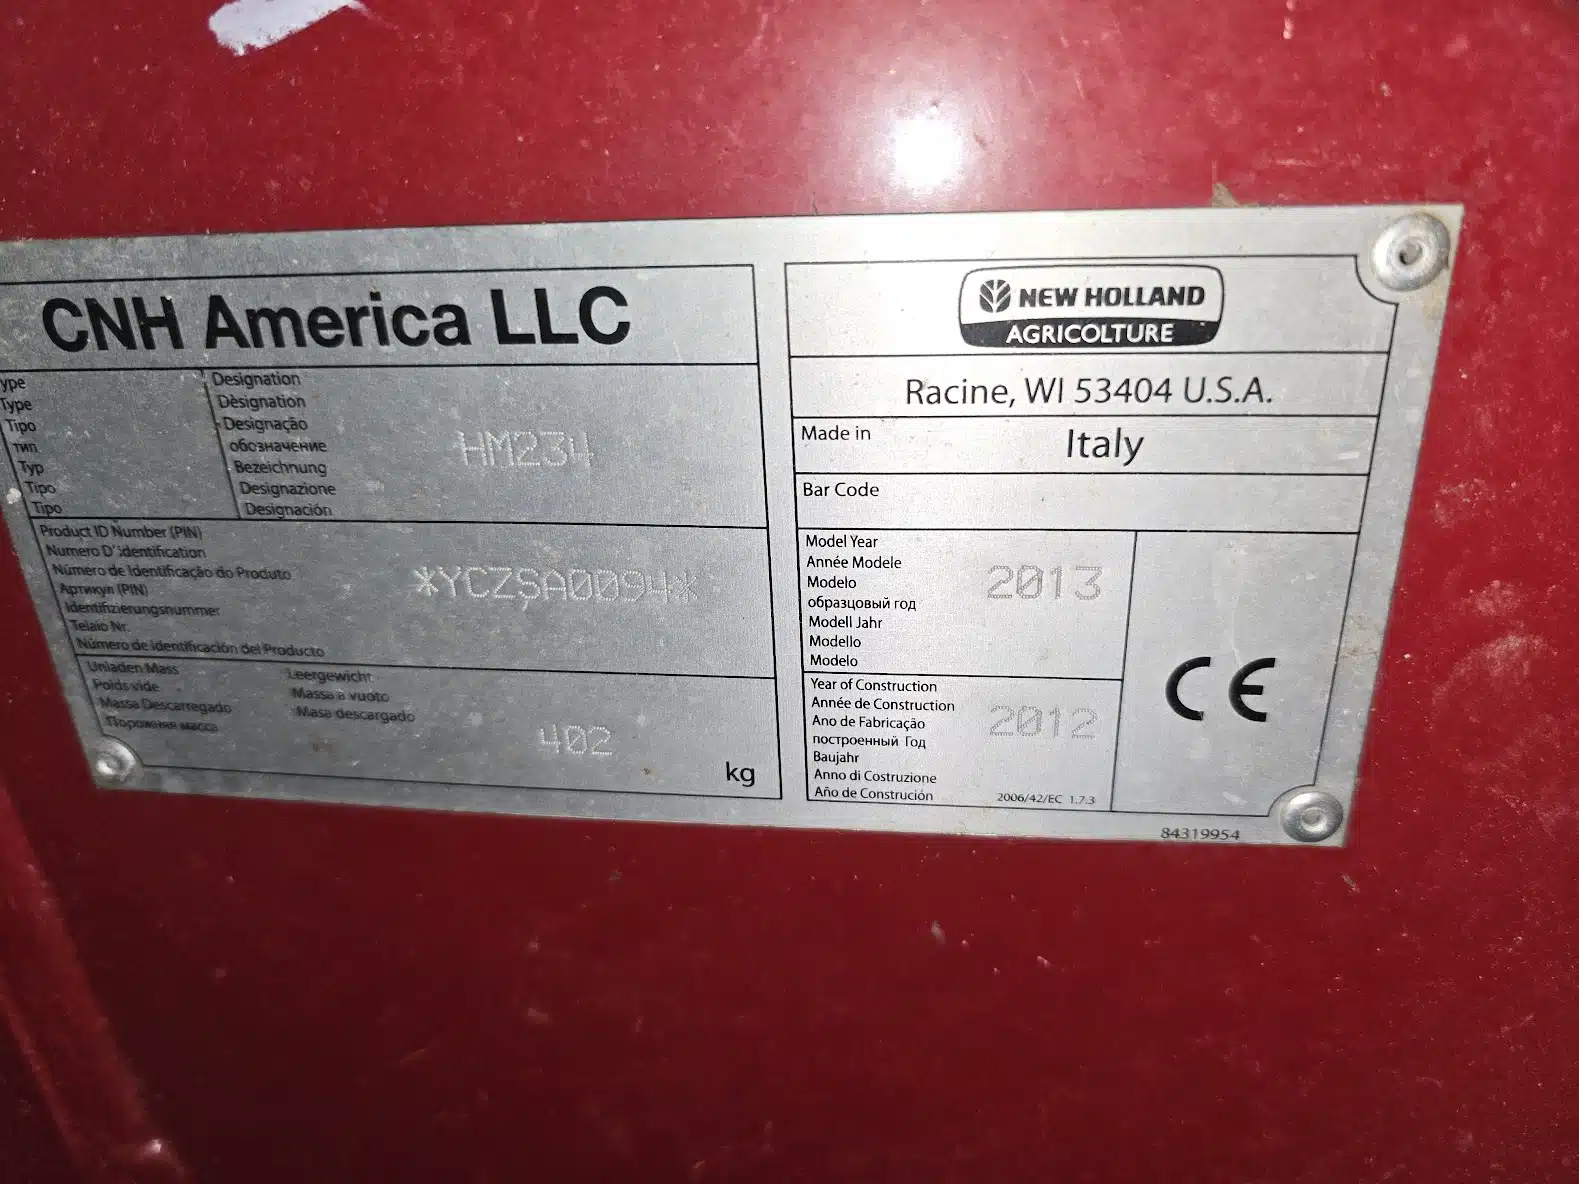 CNH America LLC
ype
Type
Tipo
тип
Typ
Tipo
Tipo
Designation
Dèsignation
Designação
обозначение
Bezeichnung
Designazione
Designación
HM234
Product ID Number (PIN)
Numero D'identification
Número de Identificação do Produto
Артикул (PIN)
Identifizierungsnummer
Telaio Nr.
Número de identificación del Producto
*YCZSA0094*
Unladen Mass
Poids vide
Massa Descarregado
Порожняя масса
Leergewicht
Massa a vuoto
Masa descargado
402
kg
NEW HOLLAND
AGRICOLTURE
Racine, WI 53404 U.S.A.
Made in
Italy
Bar Code
Model Year
Année Modele
Modelo
образцовый год
Modell Jahr
Modello
Modelo
2013
Year of Construction
Année de Construction
Ano de Fabricação
построенный Год
Baujahr
Anno di Costruzione
Año de Construción
2012
2006/42/EC 1.7.3
CE
84319954